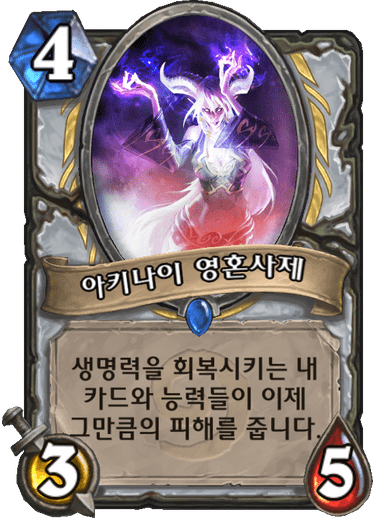 4
아키나이 영혼사제
생명력을 회복시키는 내
카드와 능력들이 이제
그만큼의 피해를 줍니다.
3
5